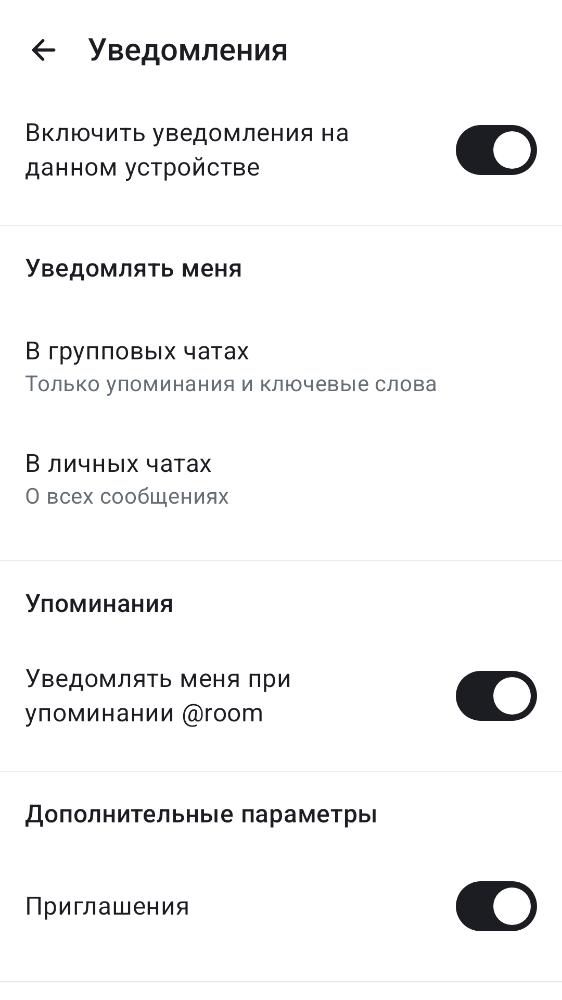 Уведомления
Включить уведомления на
данном устройстве
Уведомлять меня
В групповых чатах
Только упоминания и ключевые слова
В личных чатах
О всех сообщениях
Упоминания
Уведомлять меня при
упоминании @room
Дополнительные параметры
Приглашения